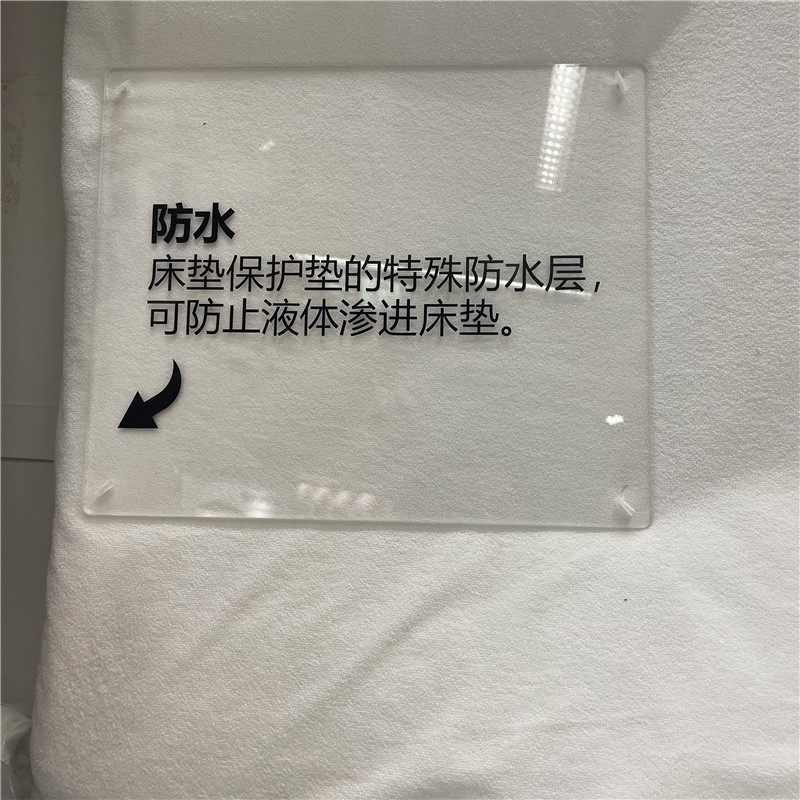 防水
床垫保护垫的特殊防水层，
可防止液体渗进床垫。